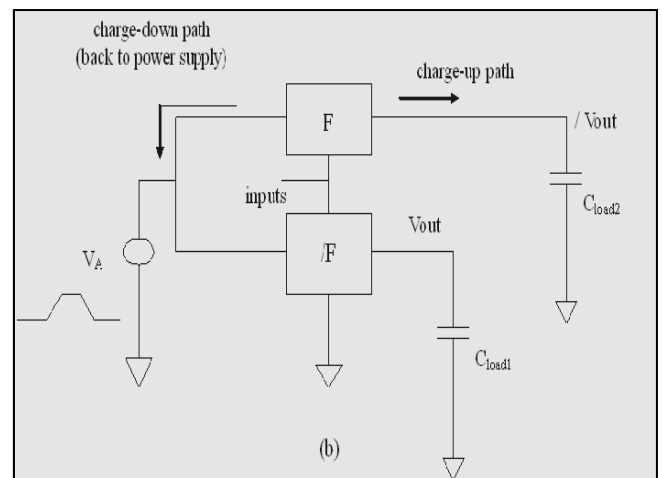 charge-down path
(back to power supply)
charge-up path
F
/ Vout
inputs
Cload2
Vout
/F
VA
Cload1
(b)